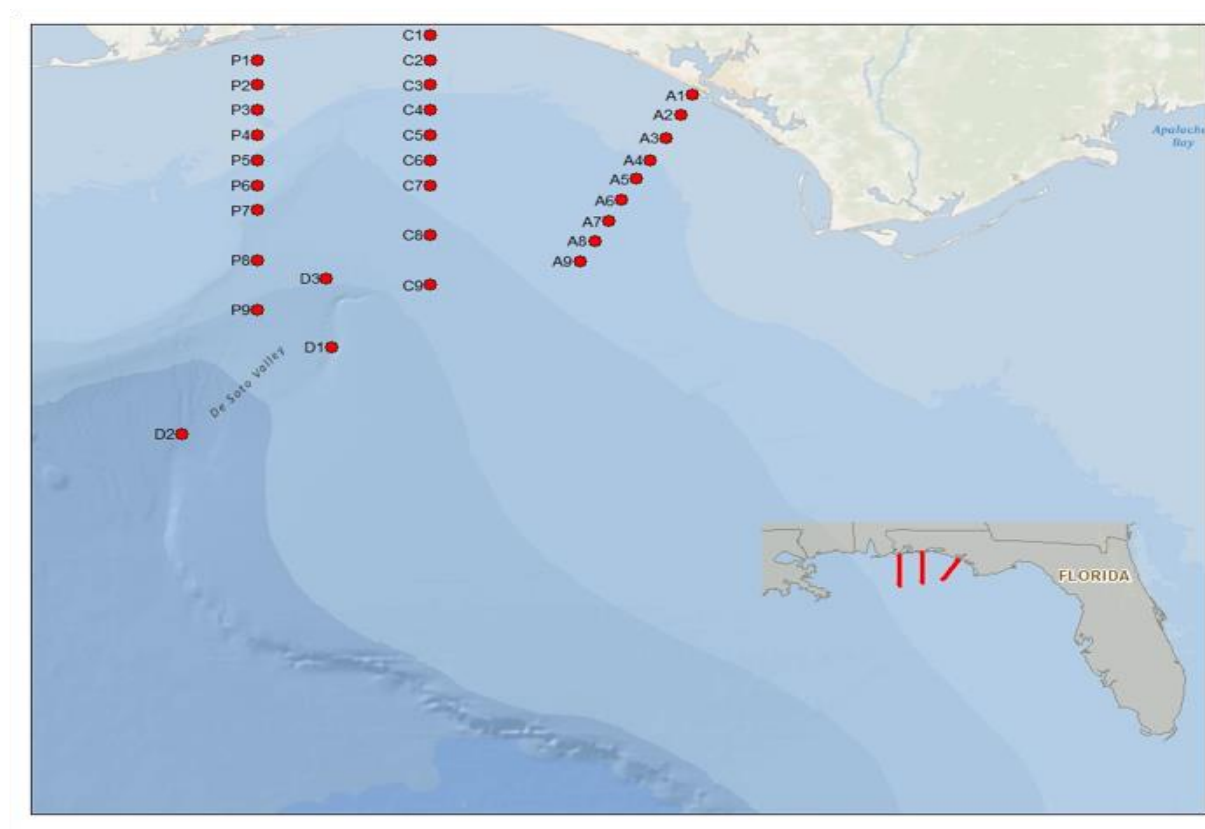 C1
P1
C2
P2
C3
A1
P3
C4
A2
P4
C5
A3
Apalache
Bay
P5
C6
A4
P6
C7
A5
A6
P7
A7
C8
A8
P8
A9
D3
C9
P9
D1
De Soto Valley
D2
FLORIDA